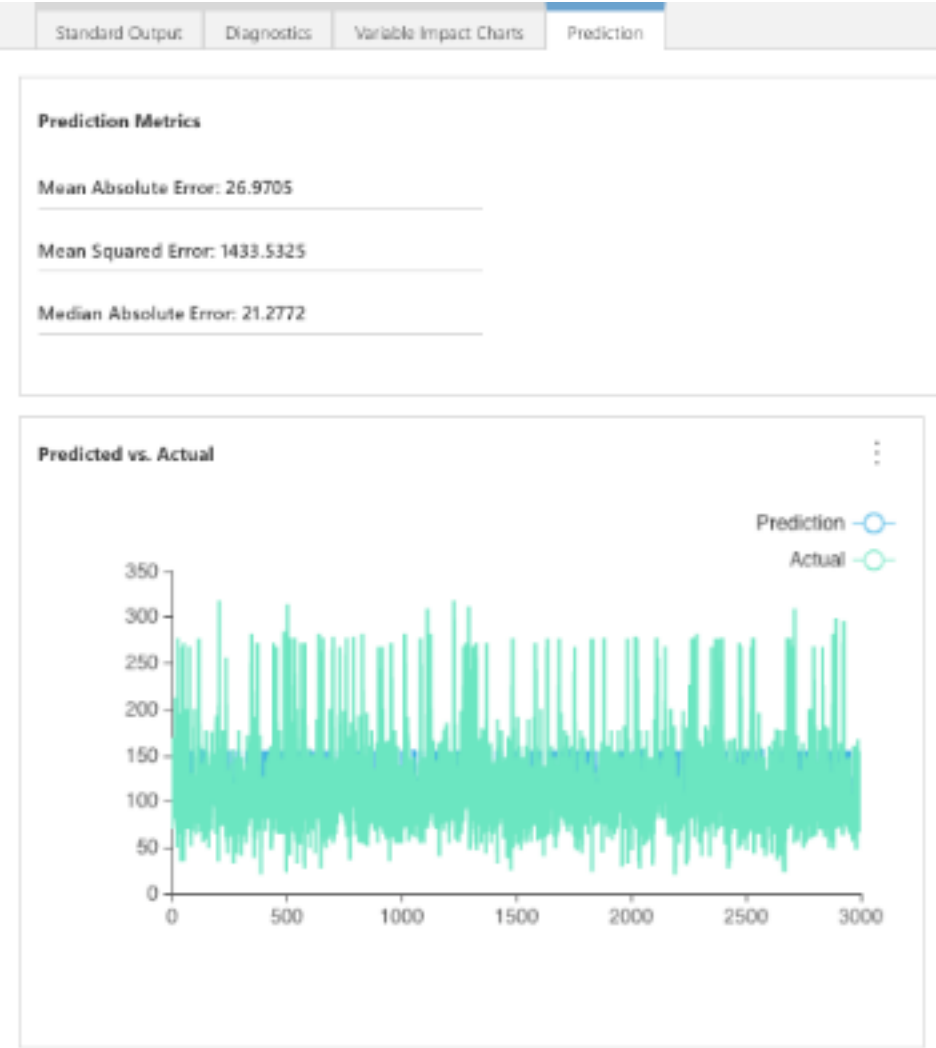 Standard Output Diagnostics Variable Impact Charts Prediction
Prediction Metrics
Mean Absolute Error: 26.9705
Mean Squared Error: 1433.5325
Median Absolute Error: 21.2772
Predicted vs. Actual
Prediction
Actual
350
300
250
200
150
100
50
0
0 500 1000 1500 2000 2500 3000